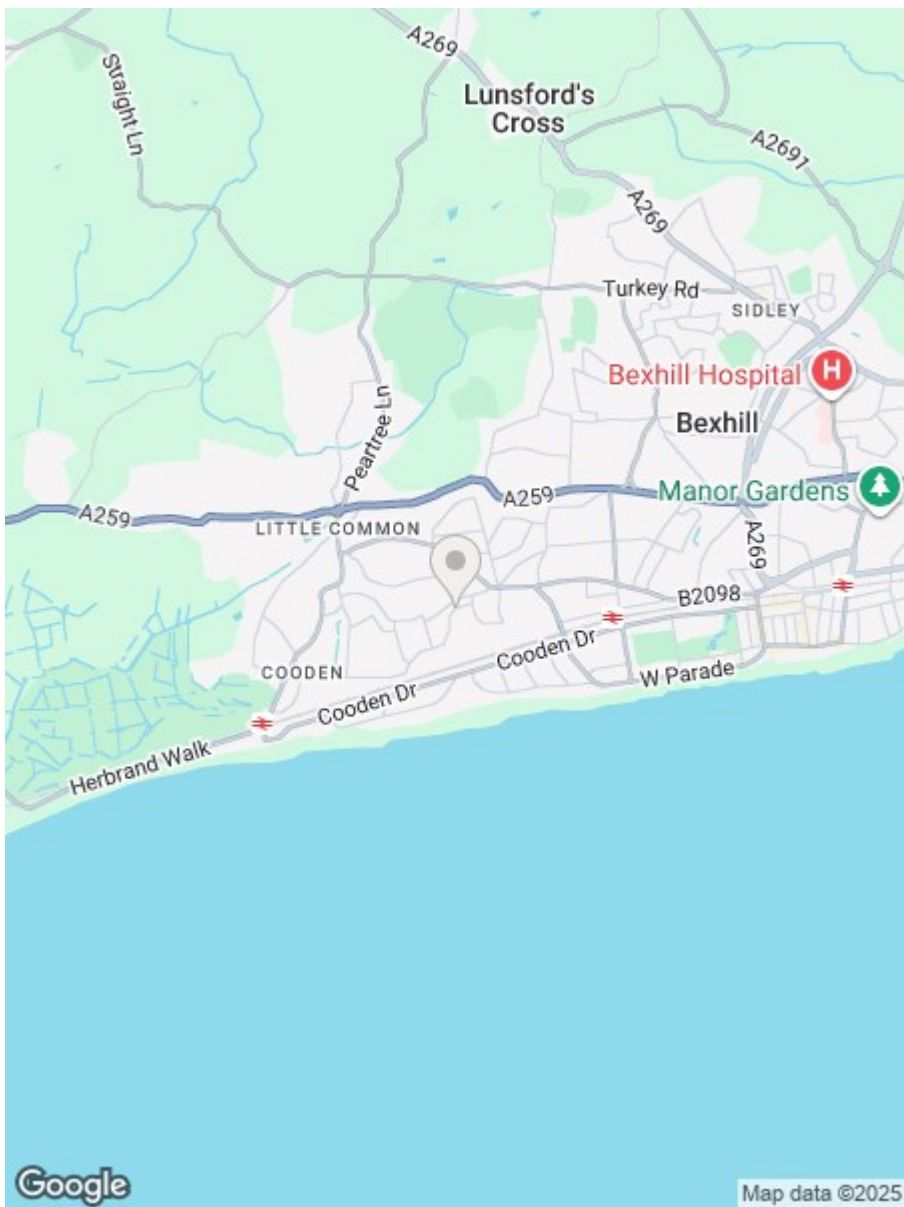 A269
Straight Ln
Lunsford's
Cross
A2691
A269
Turkey Rd
SIDLEY
Bexhill Hospital
H
Peartree Ln
Bexhill
A259
Manor Gardens
A259
LITTLE COMMON
A269
B2098
Cooden Dr
COODEN
W Parade
Cooden Dr
Herbrand Walk
Google
Map data ©2025